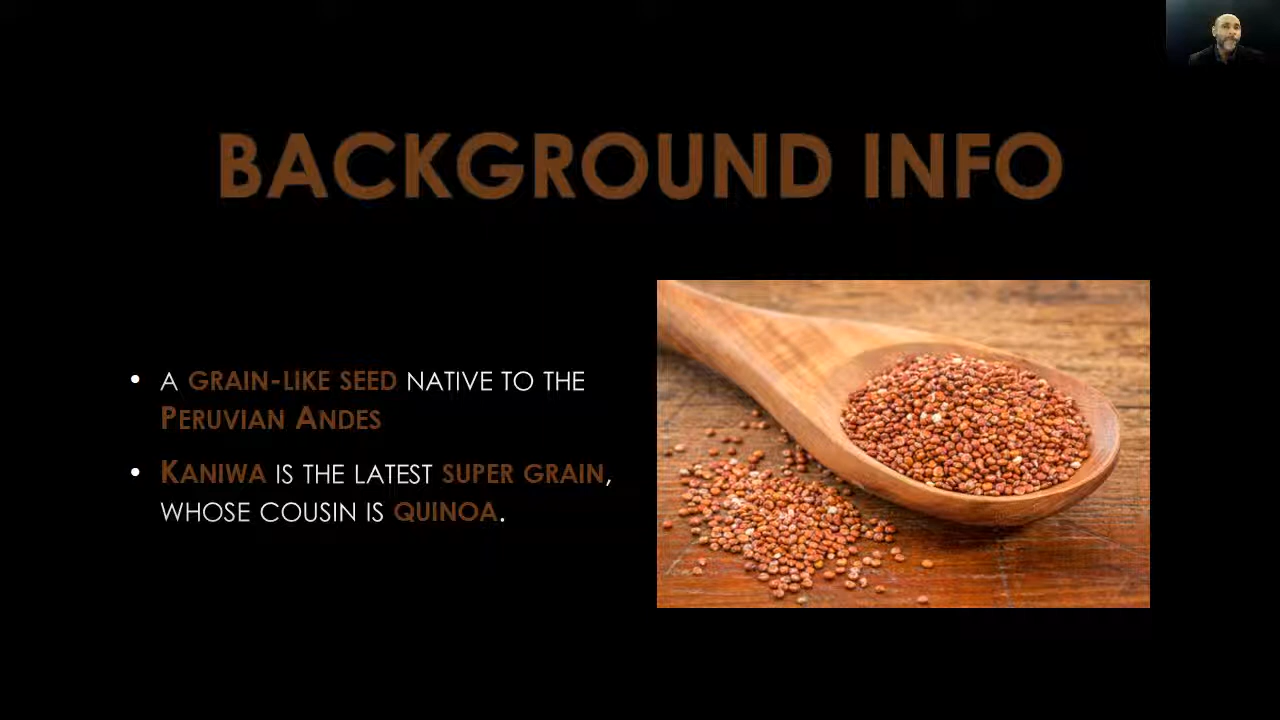 BACKGROUND INFO
• A GRAIN-LIKE SEED NATIVE TO THE
PERUVIAN ANDES
• KANIWA IS THE LATEST SUPER GRAIN,
WHOSE COUSIN IS QUINOA.